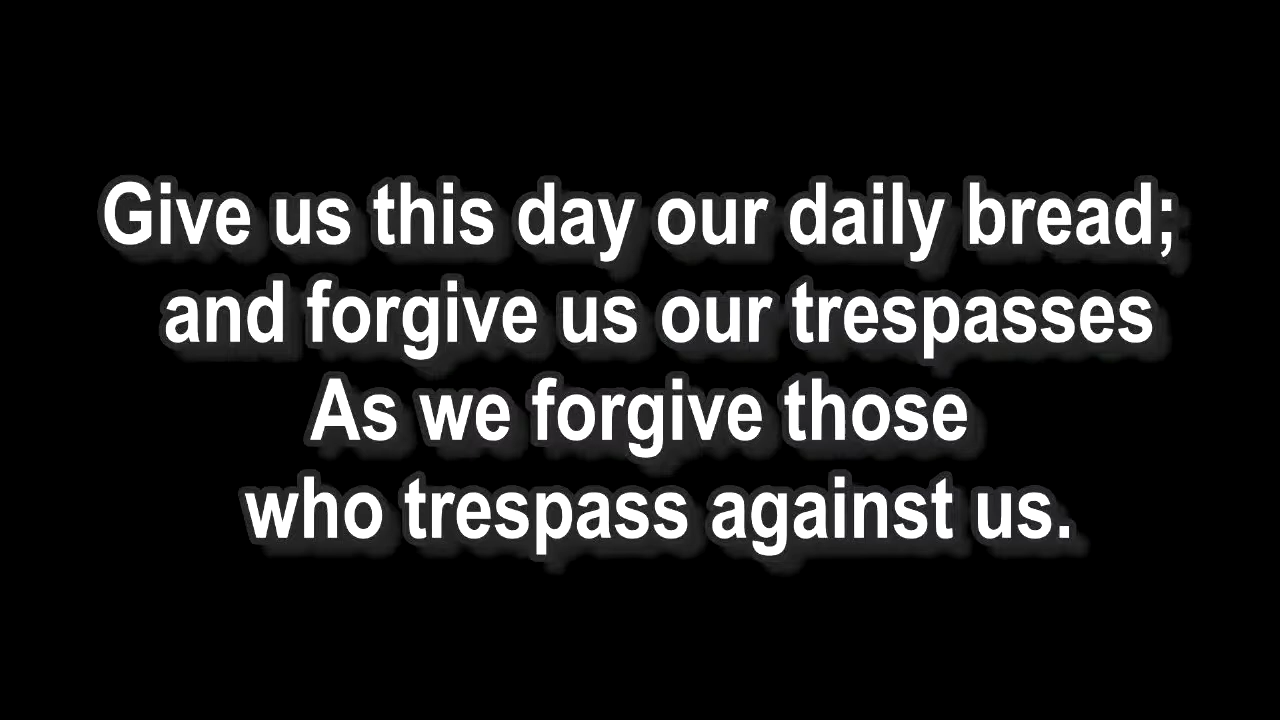 Give us this day our daily bread;
and forgive us our trespasses
As we forgive those
who trespass against us.